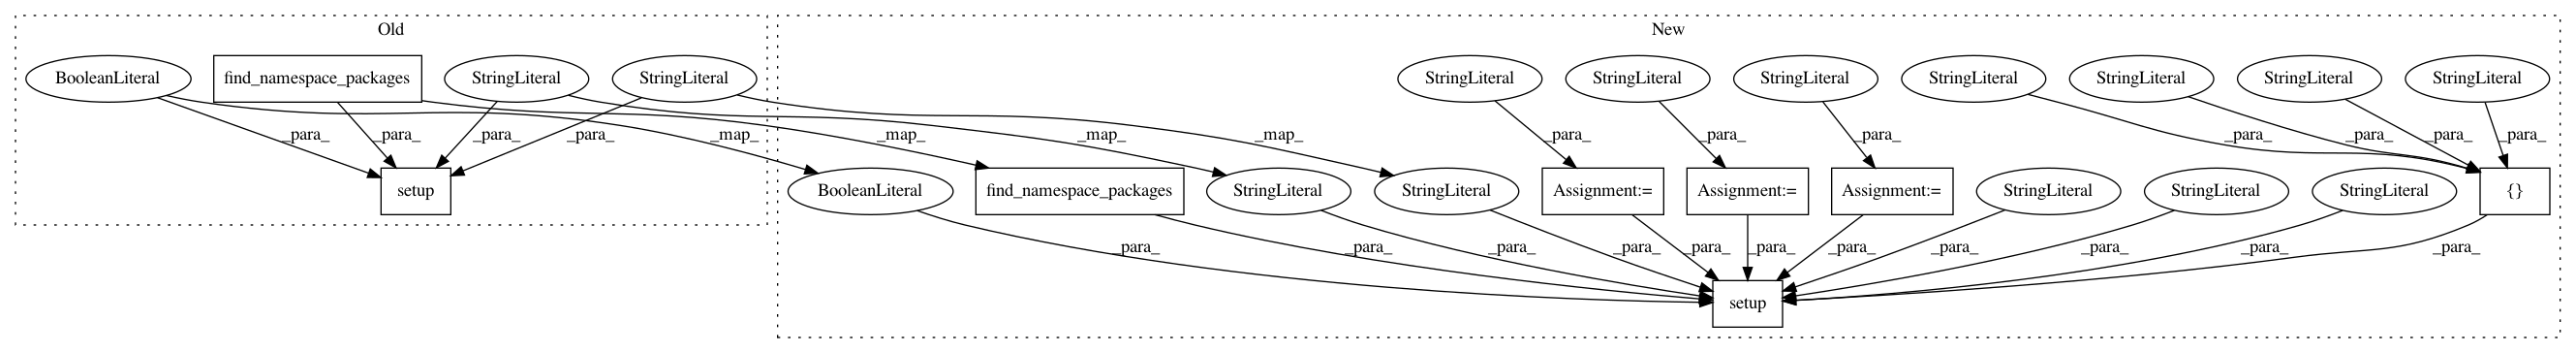 Old
New
BooleanLiteral
find_namespace_packages
StringLiteral
StringLiteral
StringLiteral
StringLiteral
StringLiteral
StringLiteral
StringLiteral
StringLiteral
StringLiteral
_para_
_para_
_para_
_para_
_map_
_map_
_map_
_map_
_para_
_para_
_para_
_para_
_para_
_para_
_para_
setup
BooleanLiteral
find_namespace_packages
StringLiteral
StringLiteral
Assignment:=
Assignment:=
Assignment:=
StringLiteral
StringLiteral
StringLiteral
{}
_para_
_para_
_para_
_para_
_para_
_para_
_para_
_para_
_para_
_para_
_para_
setup